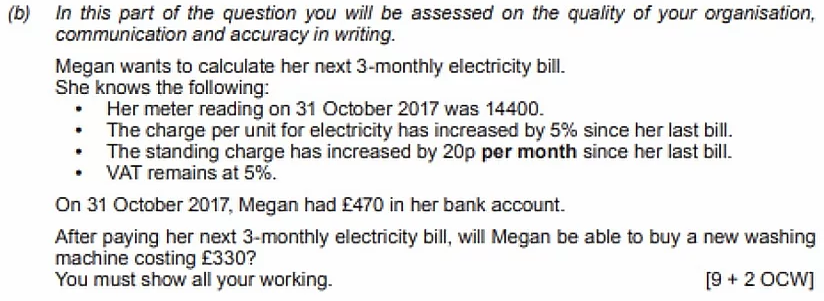 (b) In this part of the question you will be assessed on the quality of your organisation,
communication and accuracy in writing.
Megan wants to calculate her next 3-monthly electricity bill.
She knows the following:
• Her meter reading on 31 October 2017 was 14400.
• The charge per unit for electricity has increased by 5% since her last bill.
• The standing charge has increased by 20p per month since her last bill.
• VAT remains at 5%.
On 31 October 2017, Megan had £470 in her bank account.
After paying her next 3-monthly electricity bill, will Megan be able to buy a new washing
machine costing £330?
You must show all your working. [9 + 2 OCW]